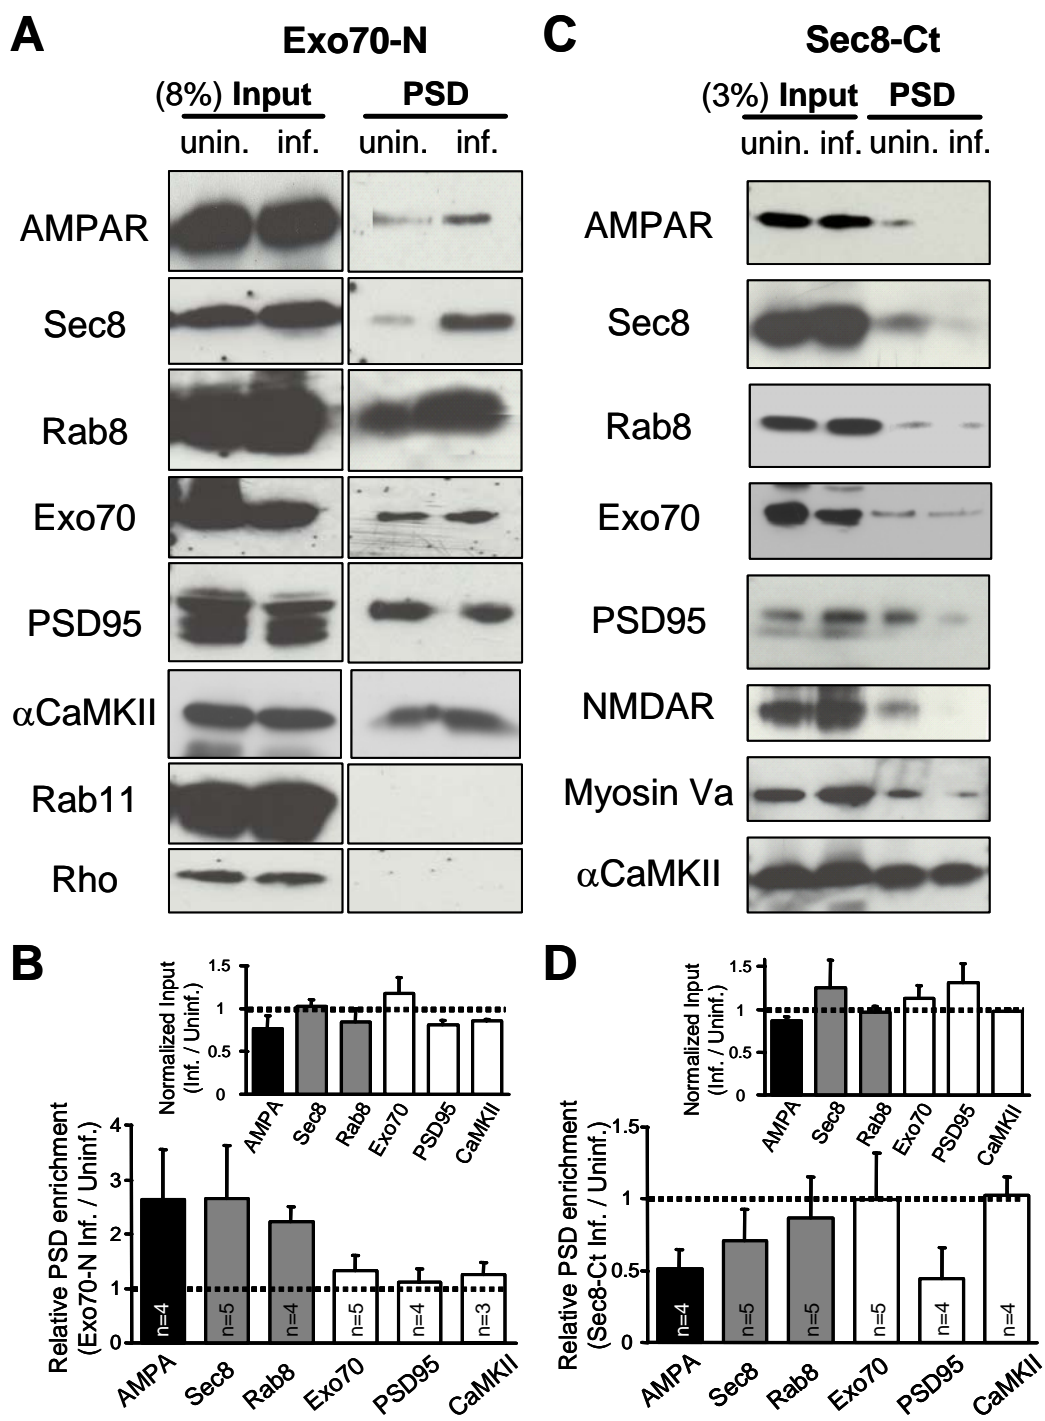 A
Exo70-N
(8%) Input PSD
unin. inf. unin. inf.
AMPAR
Sec8
Rab8
Exo70
PSD95
αCaMKII
Rab11
Rho
C
Sec8-Ct
(3%) Input PSD
unin. inf. unin. inf.
AMPAR
Sec8
Rab8
Exo70
PSD95
NMDAR
Myosin Va
αCaMKII
B
Normalized Input
(Inf. / Uninf.)
1.5
1
0.5
0
AMPA Sec8 Rab8 Exo70 PSD95 CaMKII
Relative PSD enrichment
(Exo70-N Inf. / Uninf.)
4
3
2
1
0
n=4 n=5 n=4 n=5 n=4 n=3
AMPA Sec8 Rab8 Exo70 PSD95 CaMKII
D
Normalized Input
(Inf. / Uninf.)
1.5
1
0.5
0
AMPA Sec8 Rab8 Exo70 PSD95 CaMKII
Relative PSD enrichment
(Sec8-Ct Inf. / Uninf.)
1.5
1
0.5
0
n=4 n=5 n=5 n=5 n=4 n=4
AMPA Sec8 Rab8 Exo70 PSD95 CaMKII